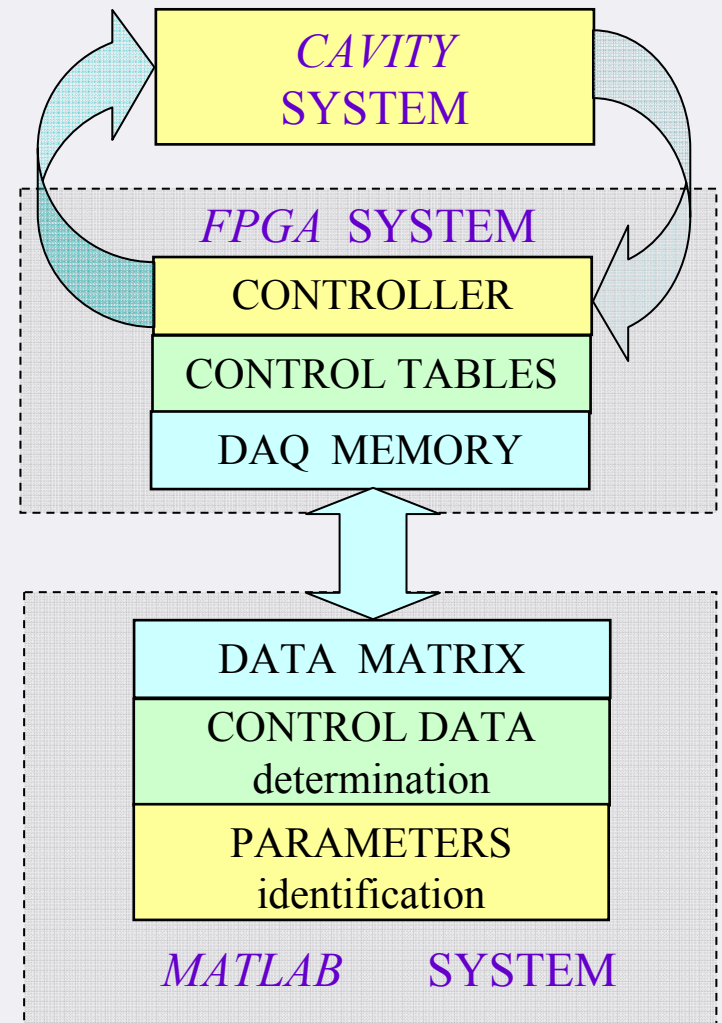 CAVITY
SYSTEM
FPGA SYSTEM
CONTROLLER
CONTROL TABLES
DAQ MEMORY
DATA MATRIX
CONTROL DATA
determination
PARAMETERS
identification
MATLAB SYSTEM